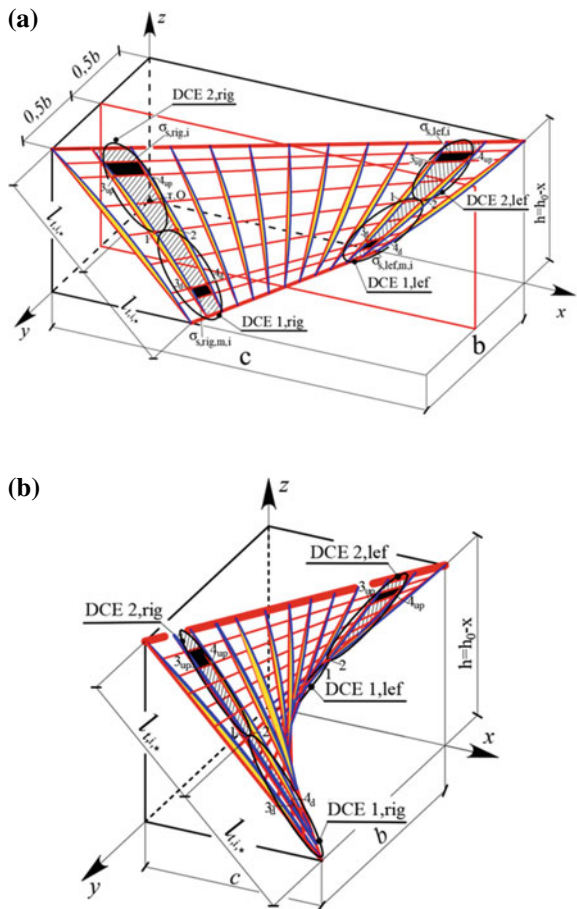 (a)
z
0,5b
0,5b
DCE 2,rig
σs,rig,i
σs,lef,i
3up
4up
3up
4up
т.O
1
2
1
DCE 2,lef
h=h0-x
lt,i,*
lt,i,*
3d
4d
σs,lef,m,i
DCE 1,lef
DCE 1,rig
σs,rig,m,i
x
y
c
b
(b)
z
DCE 2,lef
DCE 2,rig
3up
4up
3up
4up
1
2
DCE 1,lef
h=h0-x
x
lt,i,*
1
2
lt,i,*
3d
4d
DCE 1,rig
b
y
c